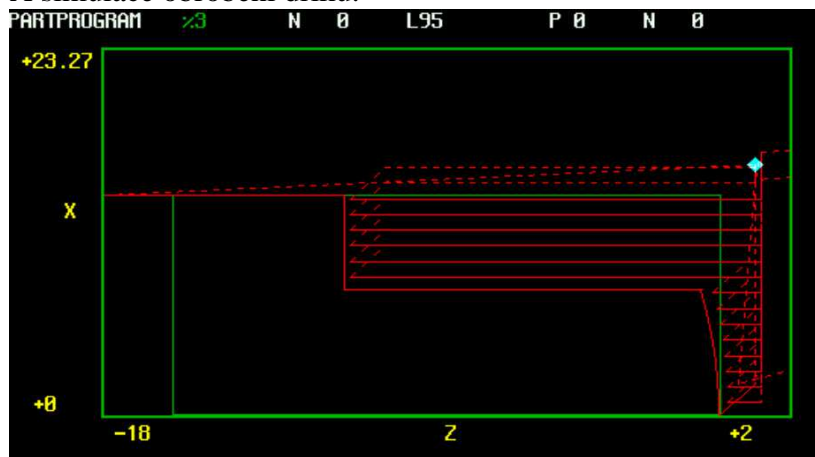 PARTPROGRAM %3 N 0 L95 P 0 N 0
+23.27
X
+0
-18 Z +2